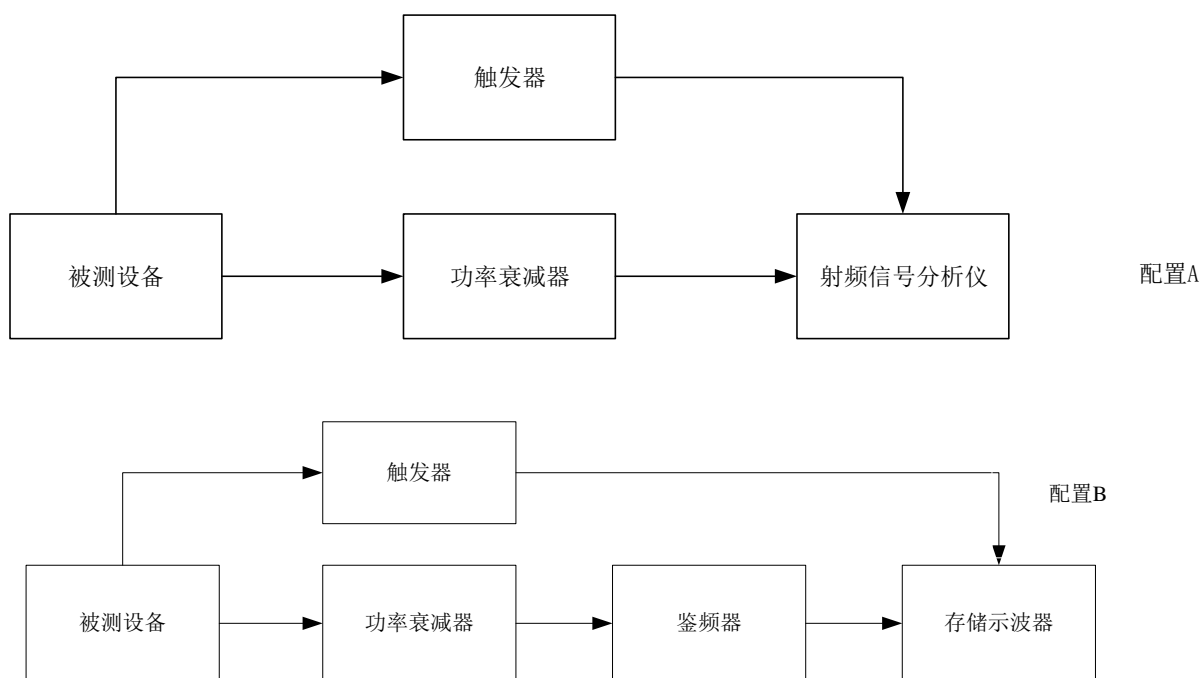 触发器
被测设备
功率衰减器
射频信号分析仪
配置A
触发器
配置B
被测设备
功率衰减器
鉴频器
存储示波器